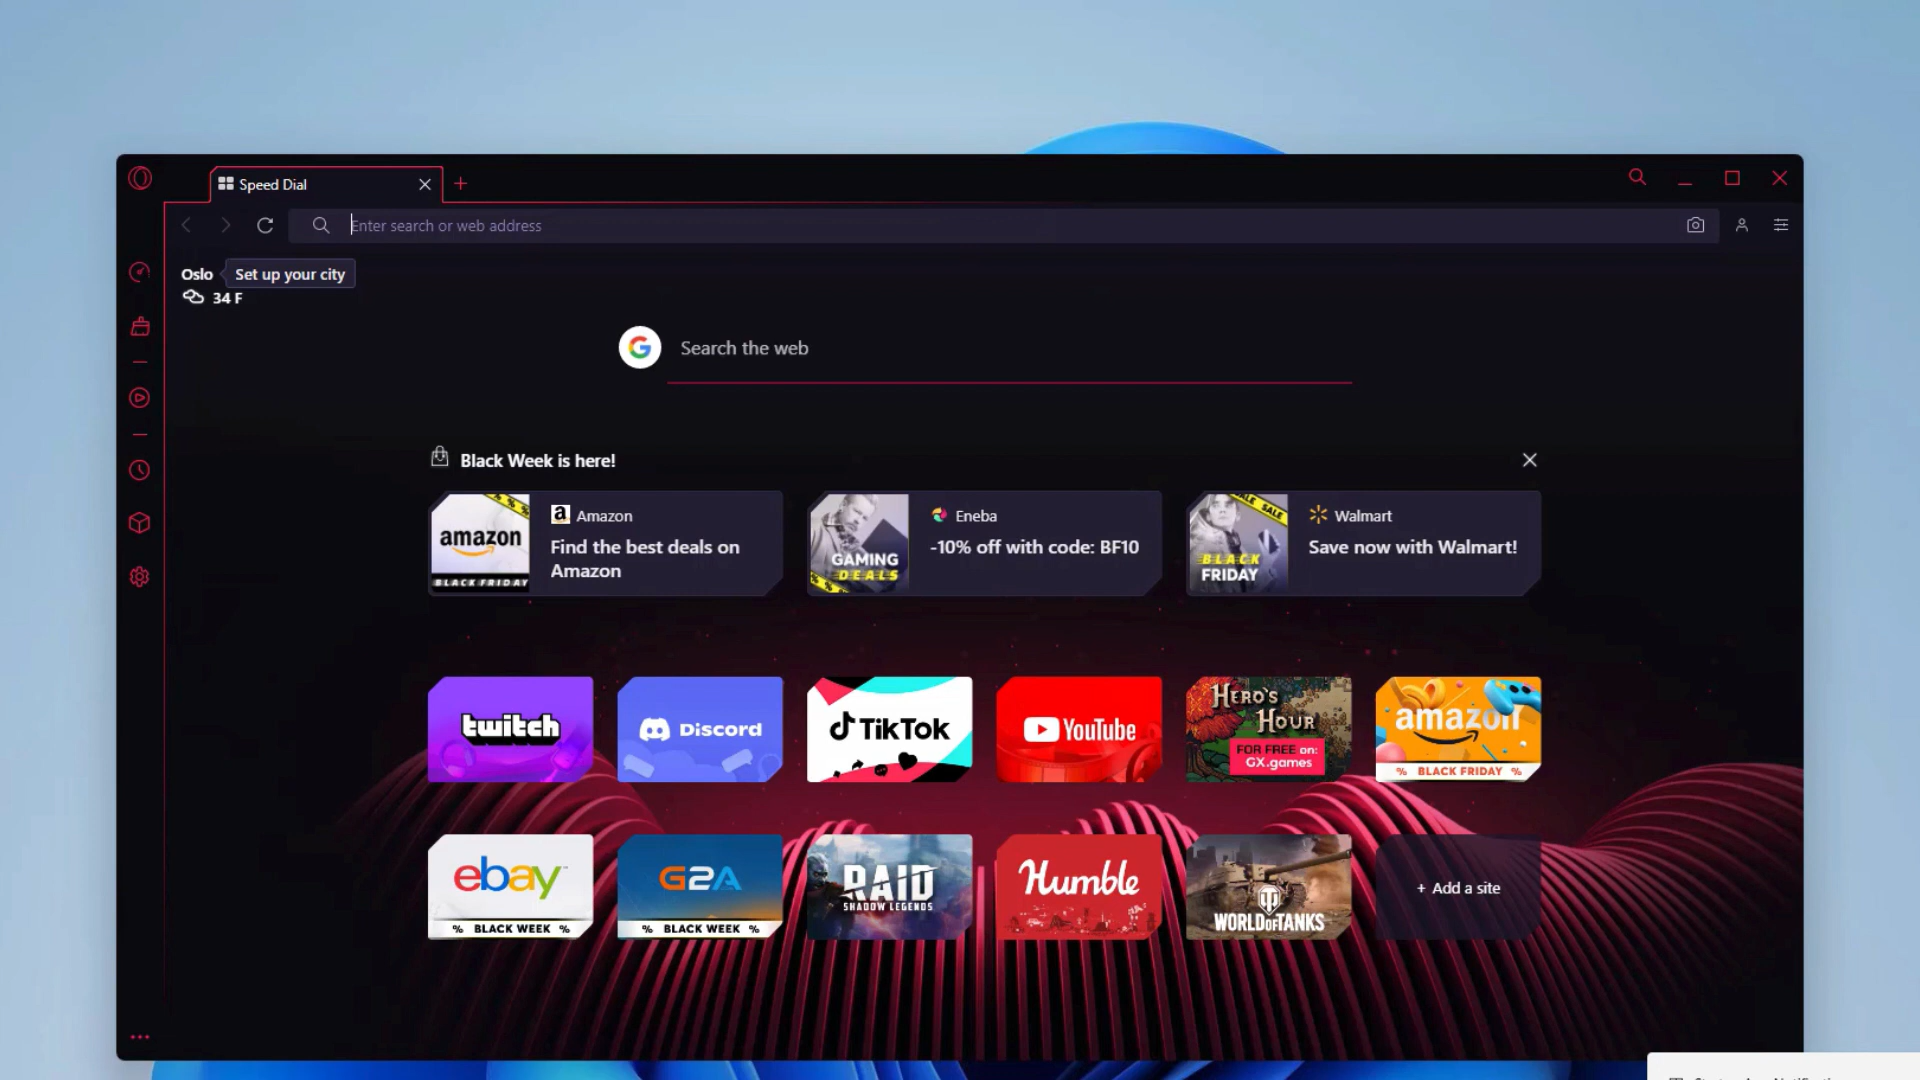 Speed Dial
Enter search or web address
Oslo
Set up your city
34 F
G
Search the web
Black Week is here!
amazon
BLACK FRIDAY
a Amazon
Find the best deals on
Amazon
GAMING
DEALS
Eneba
-10% off with code: BF10
SALE
BLACK
FRIDAY
Walmart
Save now with Walmart!
twitch
Discord
TikTok
YouTube
HERO'S
HOUR
FOR FREE on:
GX.games
amazon
% BLACK FRIDAY %
ebay
% BLACK WEEK %
G2A
% BLACK WEEK %
RAID
SHADOW LEGENDS
Humble
WORLD OF TANKS
+ Add a site